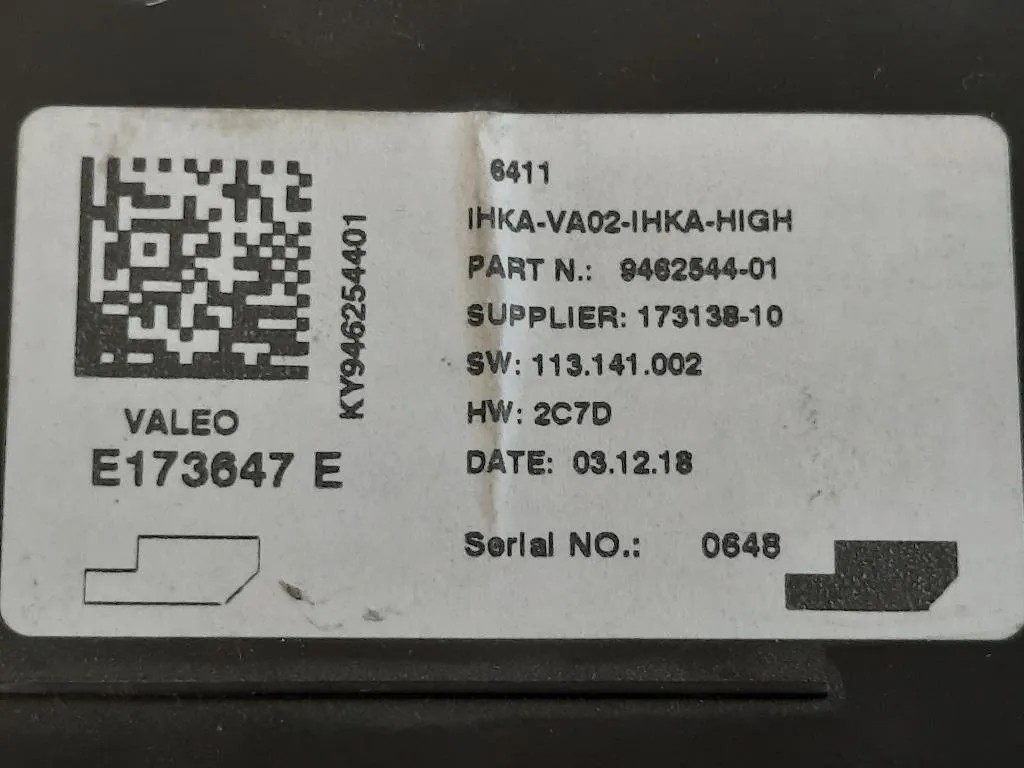 6411
IHKA-VA02-IHKA-HIGH
PART N.: 9462544-01
SUPPLIER: 173138-10
SW: 113.141.002
HW: 2C7D
DATE: 03.12.18
Serial NO.: 0648
KY946254401
VALEO
E173647 E